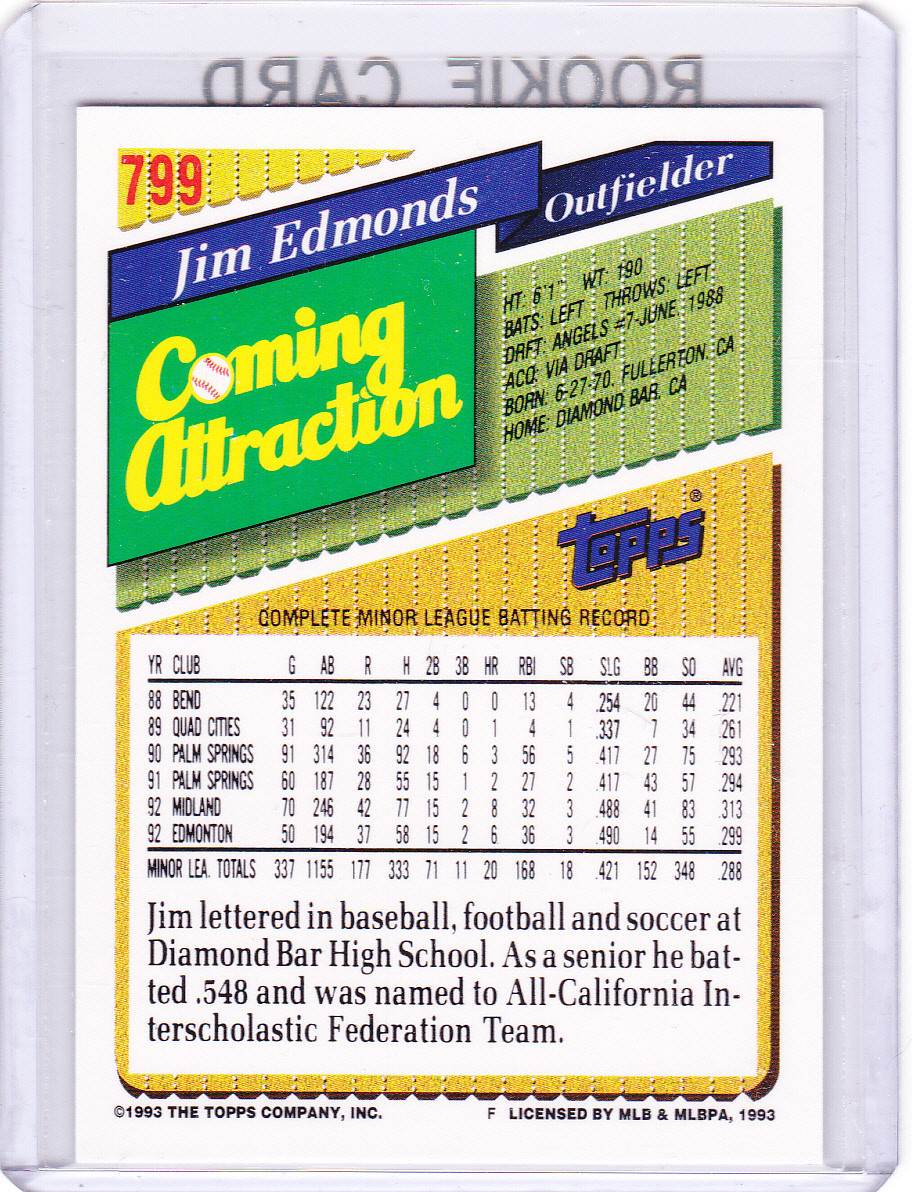 ROOKIE CARD
799
Jim Edmonds
Outfielder
Coming
Attraction
HT: 6'1" WT: 190
BATS: LEFT THROWS: LEFT
DRFT: ANGELS #7-JUNE, 1988
ACQ: VIA DRAFT
BORN: 6-27-70, FULLERTON, CA
HOME: DIAMOND BAR, CA
topps®
COMPLETE MINOR LEAGUE BATTING RECORD
YR CLUB G AB R H 2B 3B HR RBI SB SLG BB SO AVG
88 BEND 35 122 23 27 4 0 0 13 4 .254 20 44 .221
89 QUAD CITIES 31 92 11 24 4 0 1 4 1 .337 7 34 .261
90 PALM SPRINGS 91 314 36 92 18 6 3 56 5 .417 27 75 .293
91 PALM SPRINGS 60 187 28 55 15 1 2 27 2 .417 43 57 .294
92 MIDLAND 70 246 42 77 15 2 8 32 3 .488 41 83 .313
92 EDMONTON 50 194 37 58 15 2 6 36 3 .490 14 55 .299
MINOR LEA. TOTALS 337 1155 177 333 71 11 20 168 18 .421 152 348 .288
Jim lettered in baseball, football and soccer at
Diamond Bar High School. As a senior he bat-
ted .548 and was named to All-California In-
terscholastic Federation Team.
©1993 THE TOPPS COMPANY, INC. F LICENSED BY MLB & MLBPA, 1993